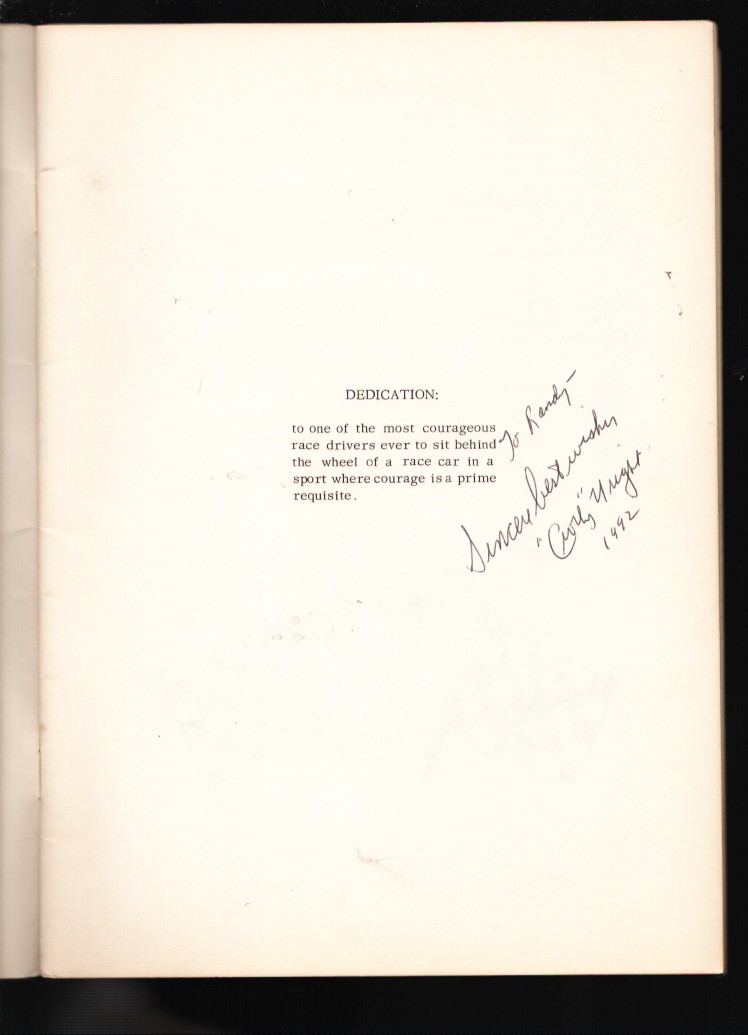 DEDICATION:
to one of the most courageous
race drivers ever to sit behind
the wheel of a race car in a
sport where courage is a prime
requisite.
To Randy-
Sincere best wishes
"Curly" Wright
1992